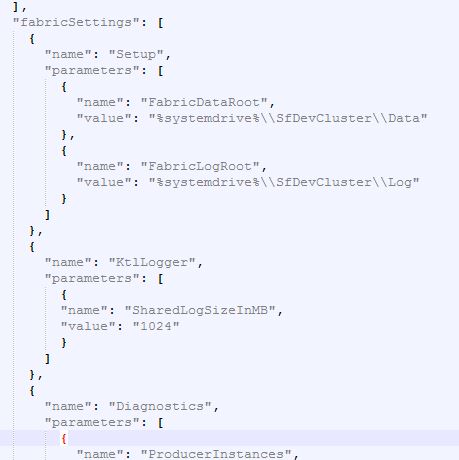 ],
"fabricSettings": [
{
"name": "Setup",
"parameters": [
{
"name": "FabricDataRoot",
"value": "%systemdrive%\\SfDevCluster\\Data"
},
{
"name": "FabricLogRoot",
"value": "%systemdrive%\\SfDevCluster\\Log"
}
]
},
{
"name": "KtlLogger",
"parameters": [
{
"name": "SharedLogSizeInMB",
"value": "1024"
}
]
},
{
"name": "Diagnostics",
"parameters": [
{
"name": "ProducerInstances",